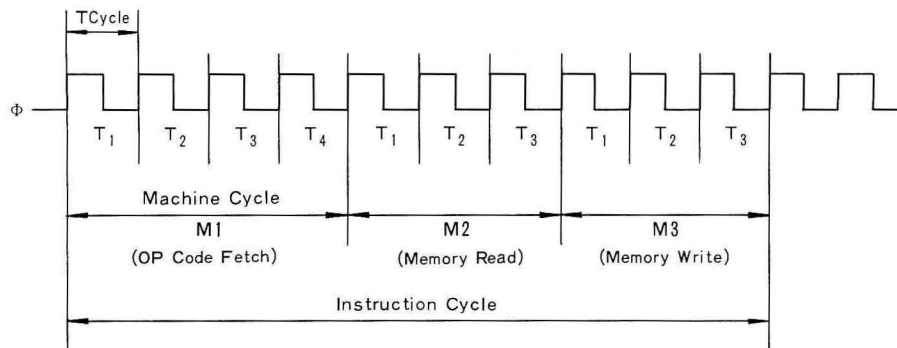 TCycle
Φ
T₁ T₂ T₃ T₄ T₁ T₂ T₃ T₁ T₂ T₃
Machine Cycle
M1 M2 M3
(OP Code Fetch) (Memory Read) (Memory Write)
Instruction Cycle